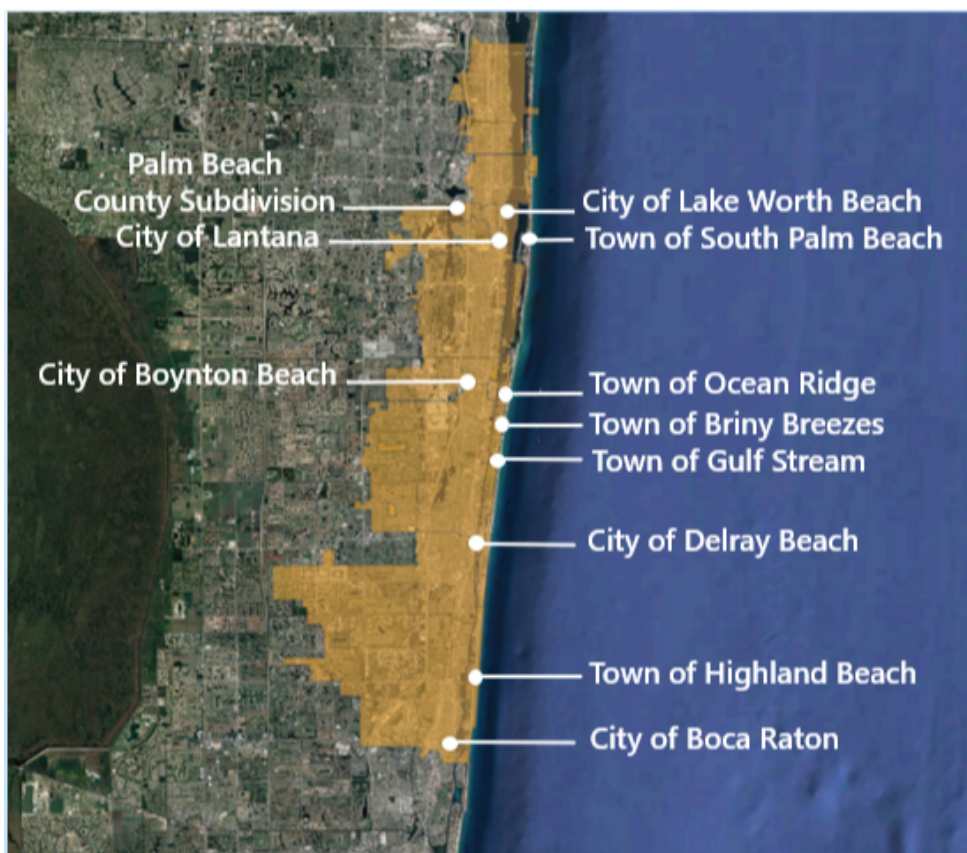 Palm Beach
County Subdivision
City of Lake Worth Beach
City of Lantana
Town of South Palm Beach
City of Boynton Beach
Town of Ocean Ridge
Town of Briny Breezes
Town of Gulf Stream
City of Delray Beach
Town of Highland Beach
City of Boca Raton